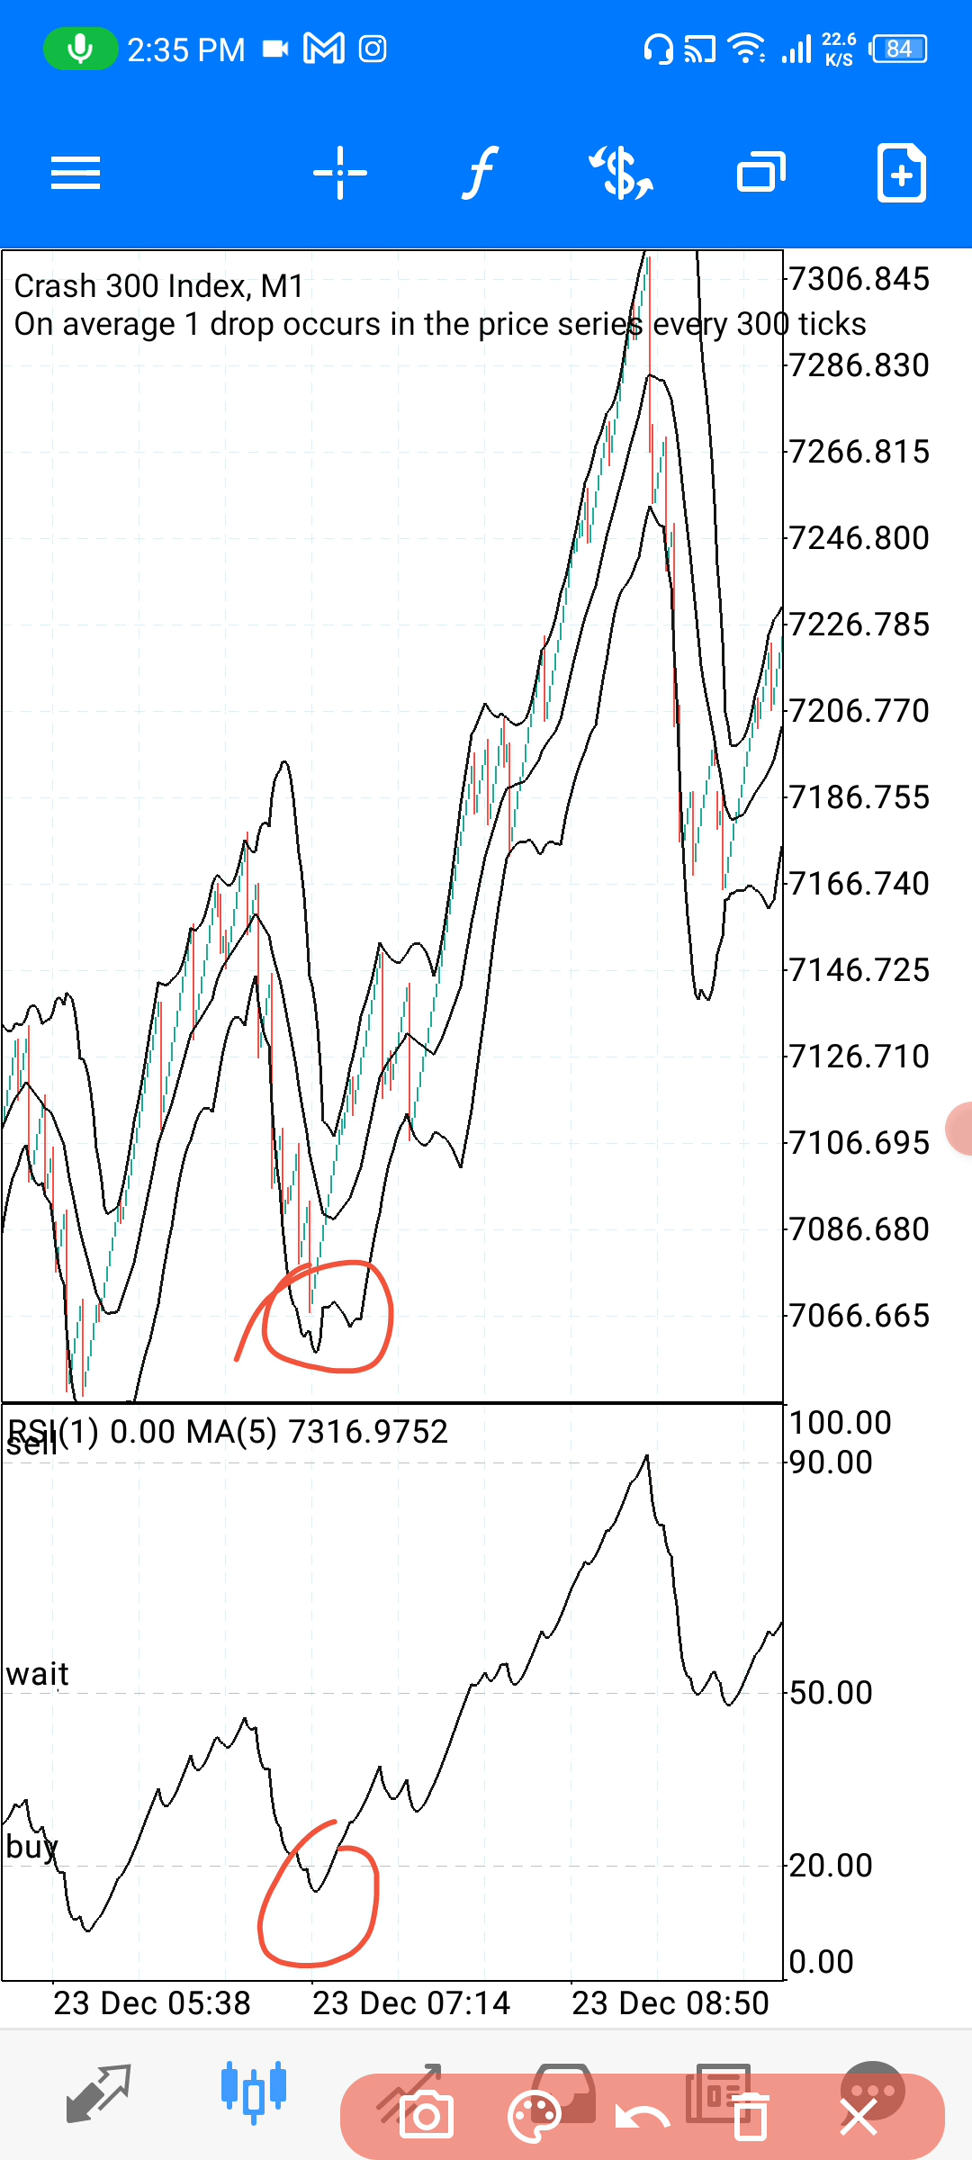 2:35 PM
22.6
K/S
84
Crash 300 Index, M1
On average 1 drop occurs in the price series every 300 ticks
7306.845
7286.830
7266.815
7246.800
7226.785
7206.770
7186.755
7166.740
7146.725
7126.710
7106.695
7086.680
7066.665
RSI(1) 0.00 MA(5) 7316.9752
sell
100.00
90.00
wait
50.00
buy
20.00
0.00
23 Dec 05:38
23 Dec 07:14
23 Dec 08:50